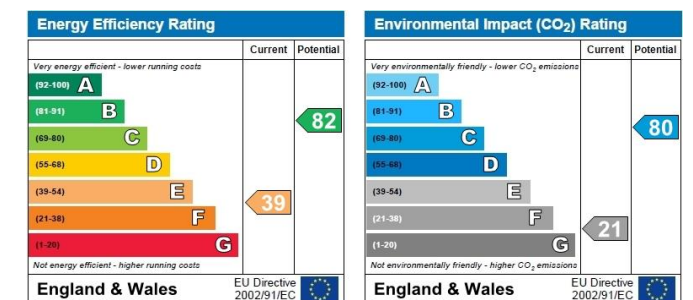 Energy Efficiency Rating
Current Potential
Very energy efficient - lower running costs
(92-100) A
(81-91) B
82
(69-80) C
(55-68) D
(39-54) E
39
(21-38) F
(1-20) G
Not energy efficient - higher running costs
England & Wales
EU Directive
2002/91/EC
Environmental Impact (CO₂) Rating
Current Potential
Very environmentally friendly - lower CO₂ emissions
(92-100) A
(81-91) B
(69-80) C
80
(55-68) D
(39-54) E
(21-38) F
21
(1-20) G
Not environmentally friendly - higher CO₂ emissions
England & Wales
EU Directive
2002/91/EC